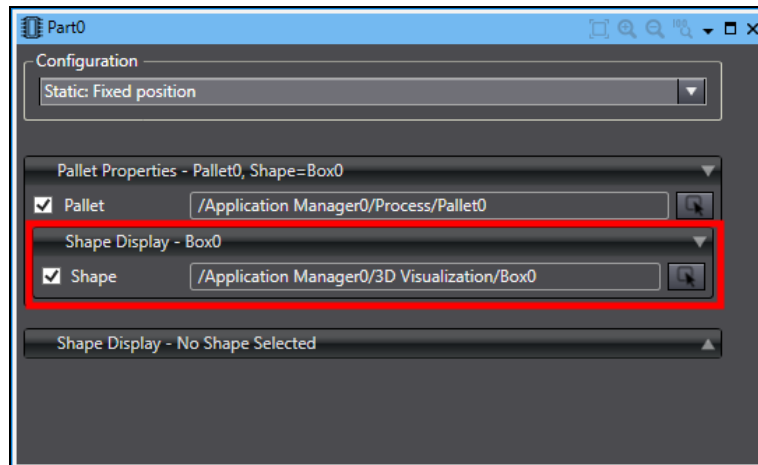 Part0
Configuration
Static: Fixed position
Pallet Properties - Pallet0, Shape=Box0
Pallet /Application Manager0/Process/Pallet0
Shape Display - Box0
Shape /Application Manager0/3D Visualization/Box0
Shape Display - No Shape Selected